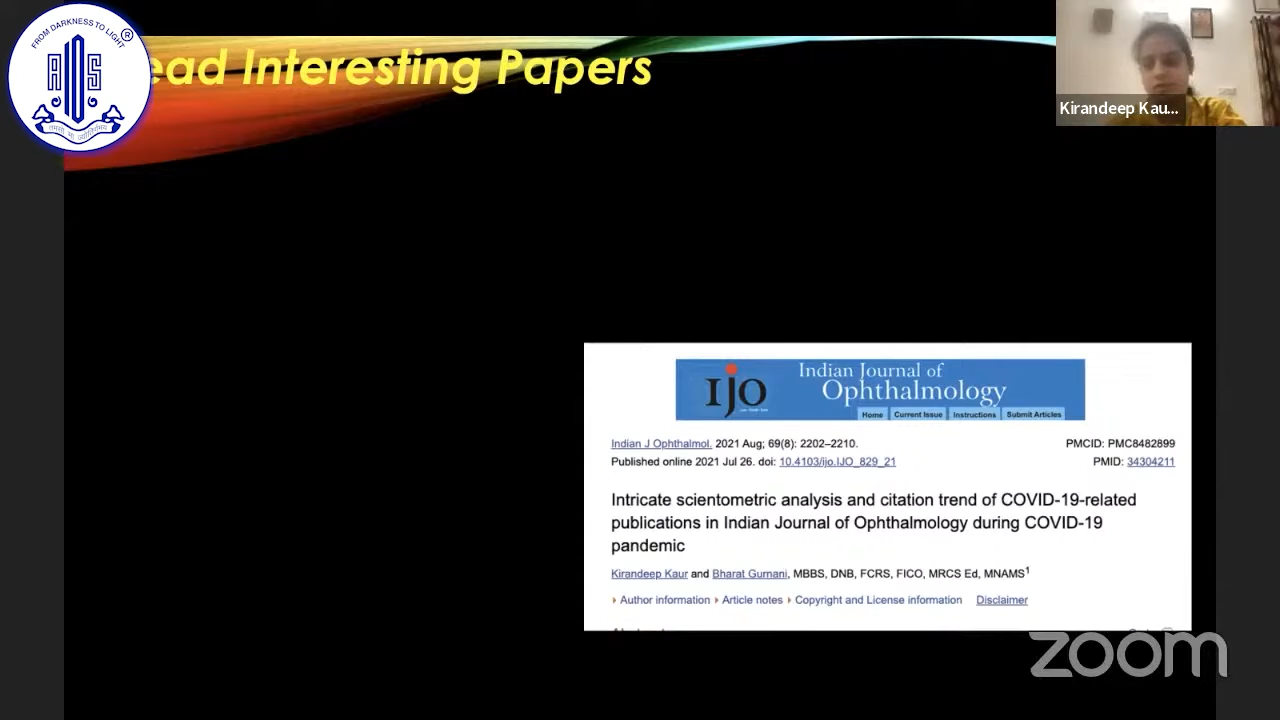 FROM DARKNESS TO LIGHT
®
AIOS
तमसो मा ज्योतिर्गमय
ead Interesting Papers
Kirandeep Kau...
IJO
Indian Journal of
Ophthalmology
Home Current Issue Instructions Submit Articles
Indian J Ophthalmol. 2021 Aug; 69(8): 2202–2210. PMCID: PMC8482899
Published online 2021 Jul 26. doi: 10.4103/ijo.IJO_829_21 PMID: 34304211
Intricate scientometric analysis and citation trend of COVID-19-related
publications in Indian Journal of Ophthalmology during COVID-19
pandemic
Kirandeep Kaur and Bharat Gurnani, MBBS, DNB, FCRS, FICO, MRCS Ed, MNAMS1
Author information Article notes Copyright and License information Disclaimer
zoom